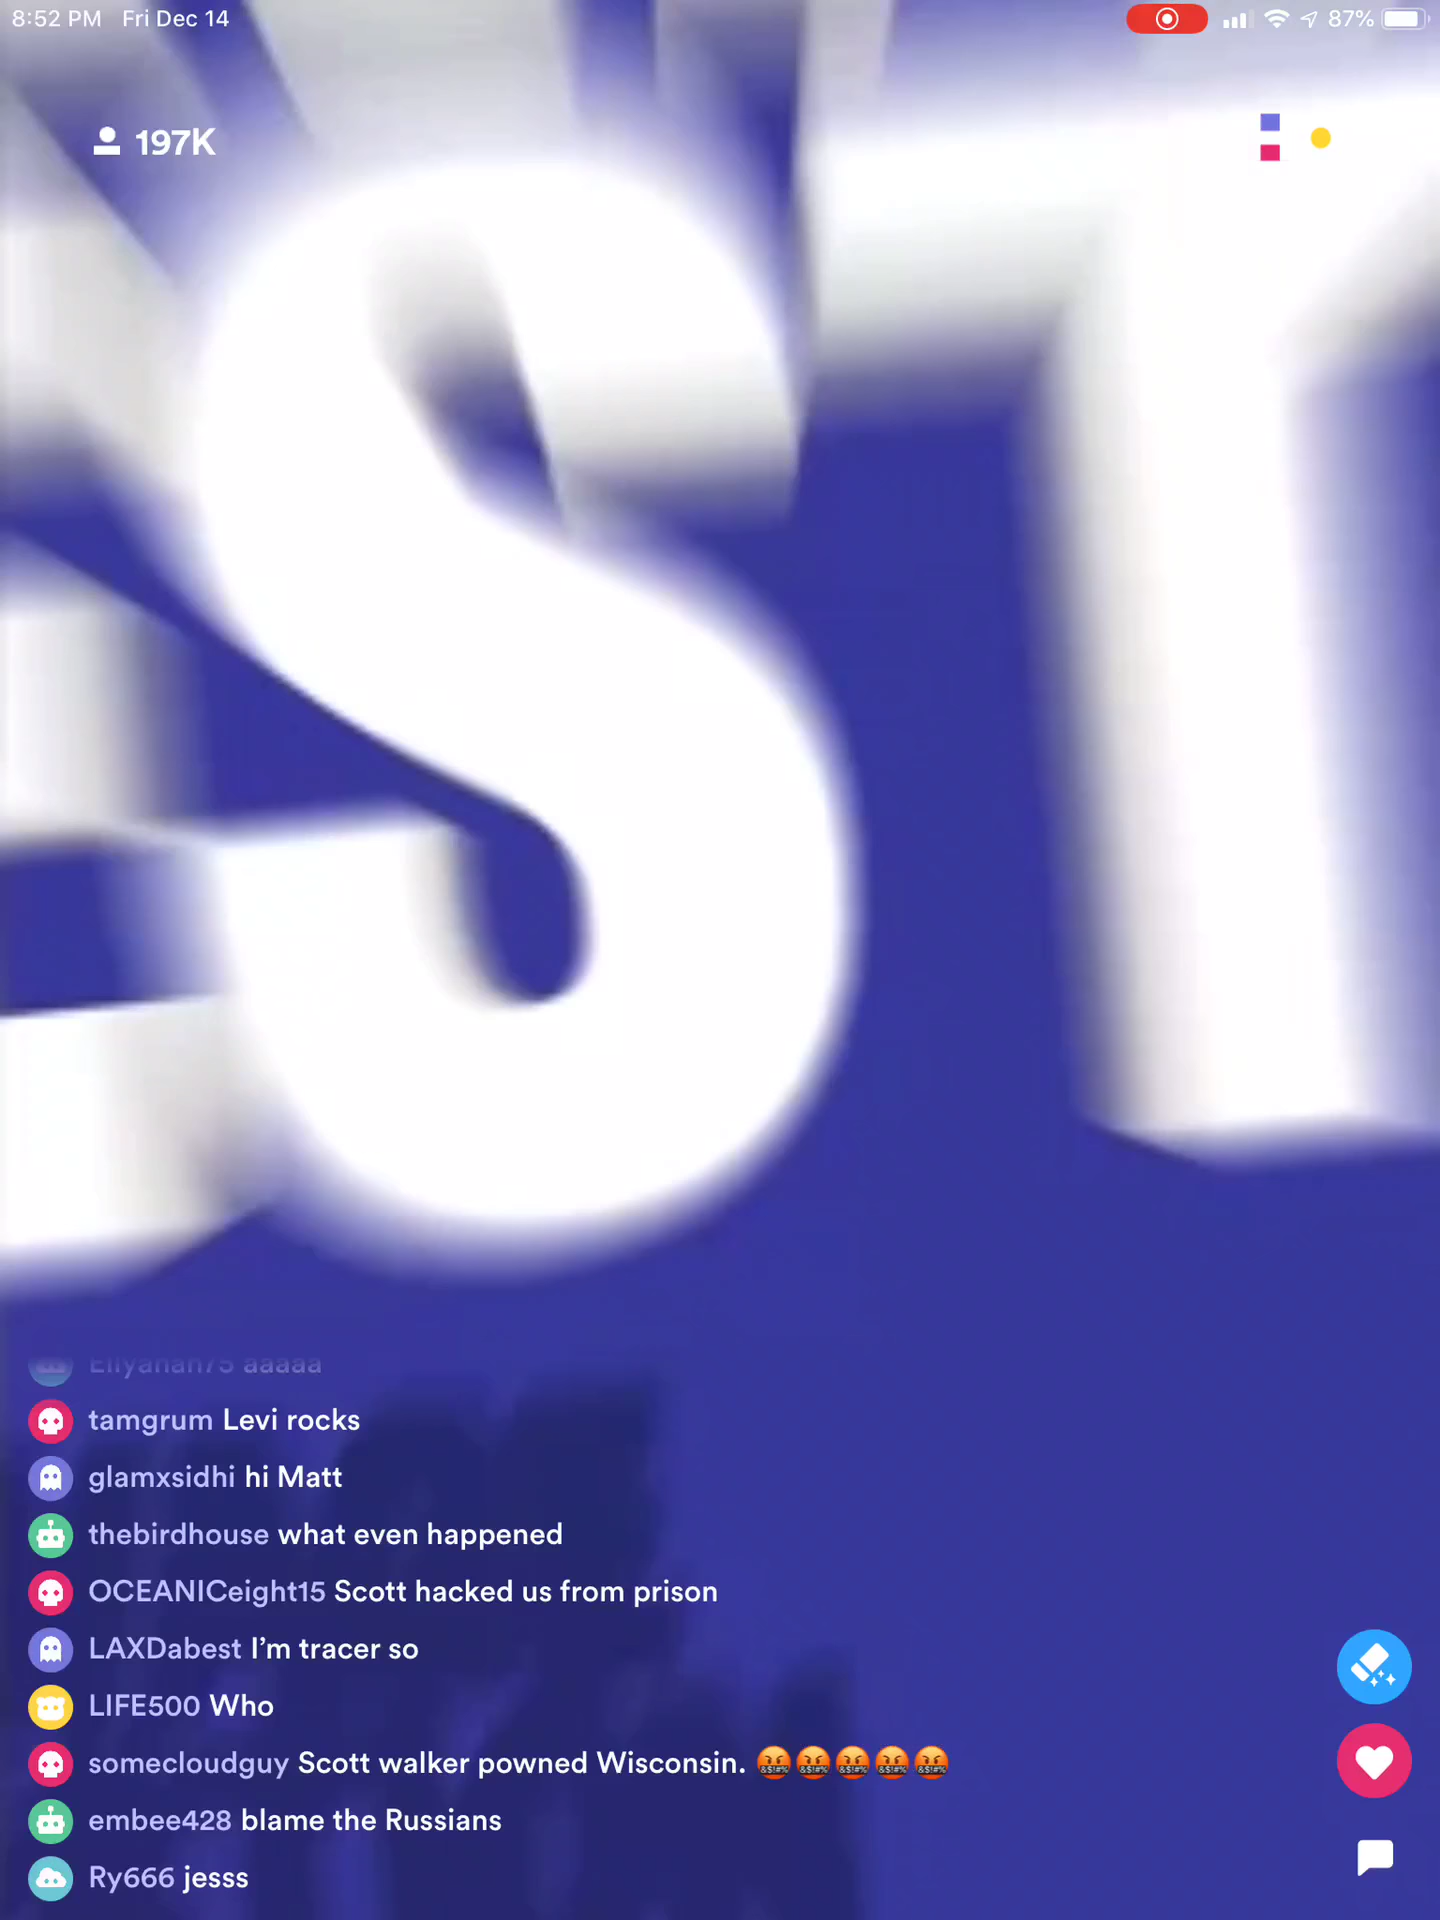 8:52 PM Fri Dec 14
87%
197K
ST
aaaaa
tamgrum Levi rocks
glamxsidhi hi Matt
thebirdhouse what even happened
OCEANICeight15 Scott hacked us from prison
LAXDabest I'm tracer so
LIFE500 Who
somecloudguy Scott walker powned Wisconsin. 🤬🤬🤬🤬🤬
embee428 blame the Russians
Ry666 jesss